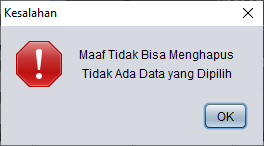 Kesalahan
Maaf Tidak Bisa Menghapus
Tidak Ada Data yang Dipilih
OK